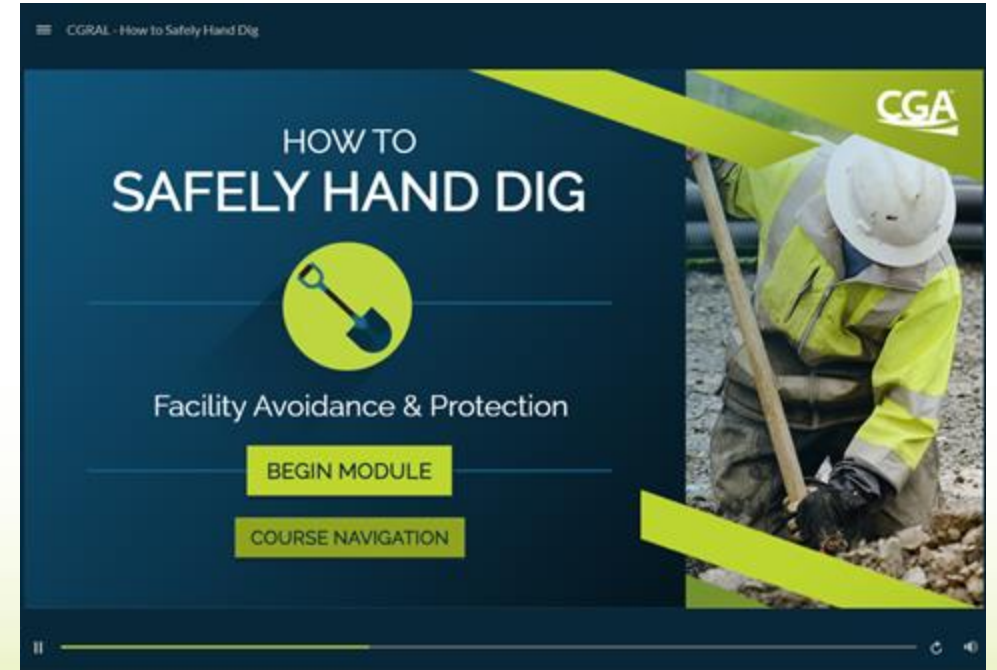 CGRAL - How to Safely Hand Dig
CGA
HOW TO
SAFELY HAND DIG
Facility Avoidance & Protection
BEGIN MODULE
COURSE NAVIGATION